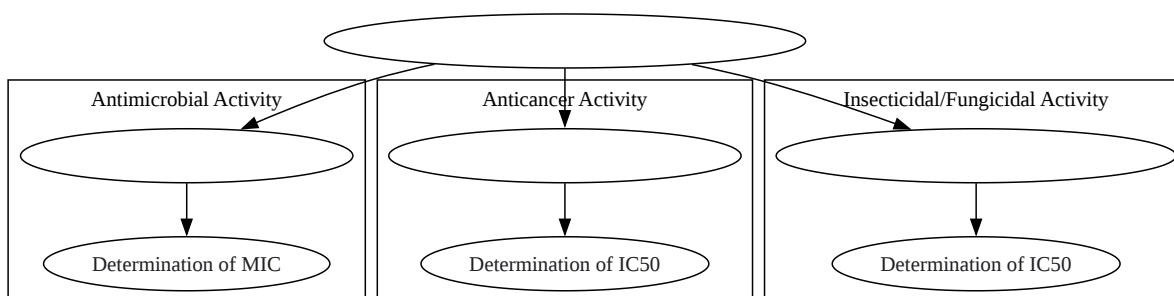 Antimicrobial Activity
Anticancer Activity
Insecticidal/Fungicidal Activity
Determination of MIC
Determination of IC50
Determination of IC50